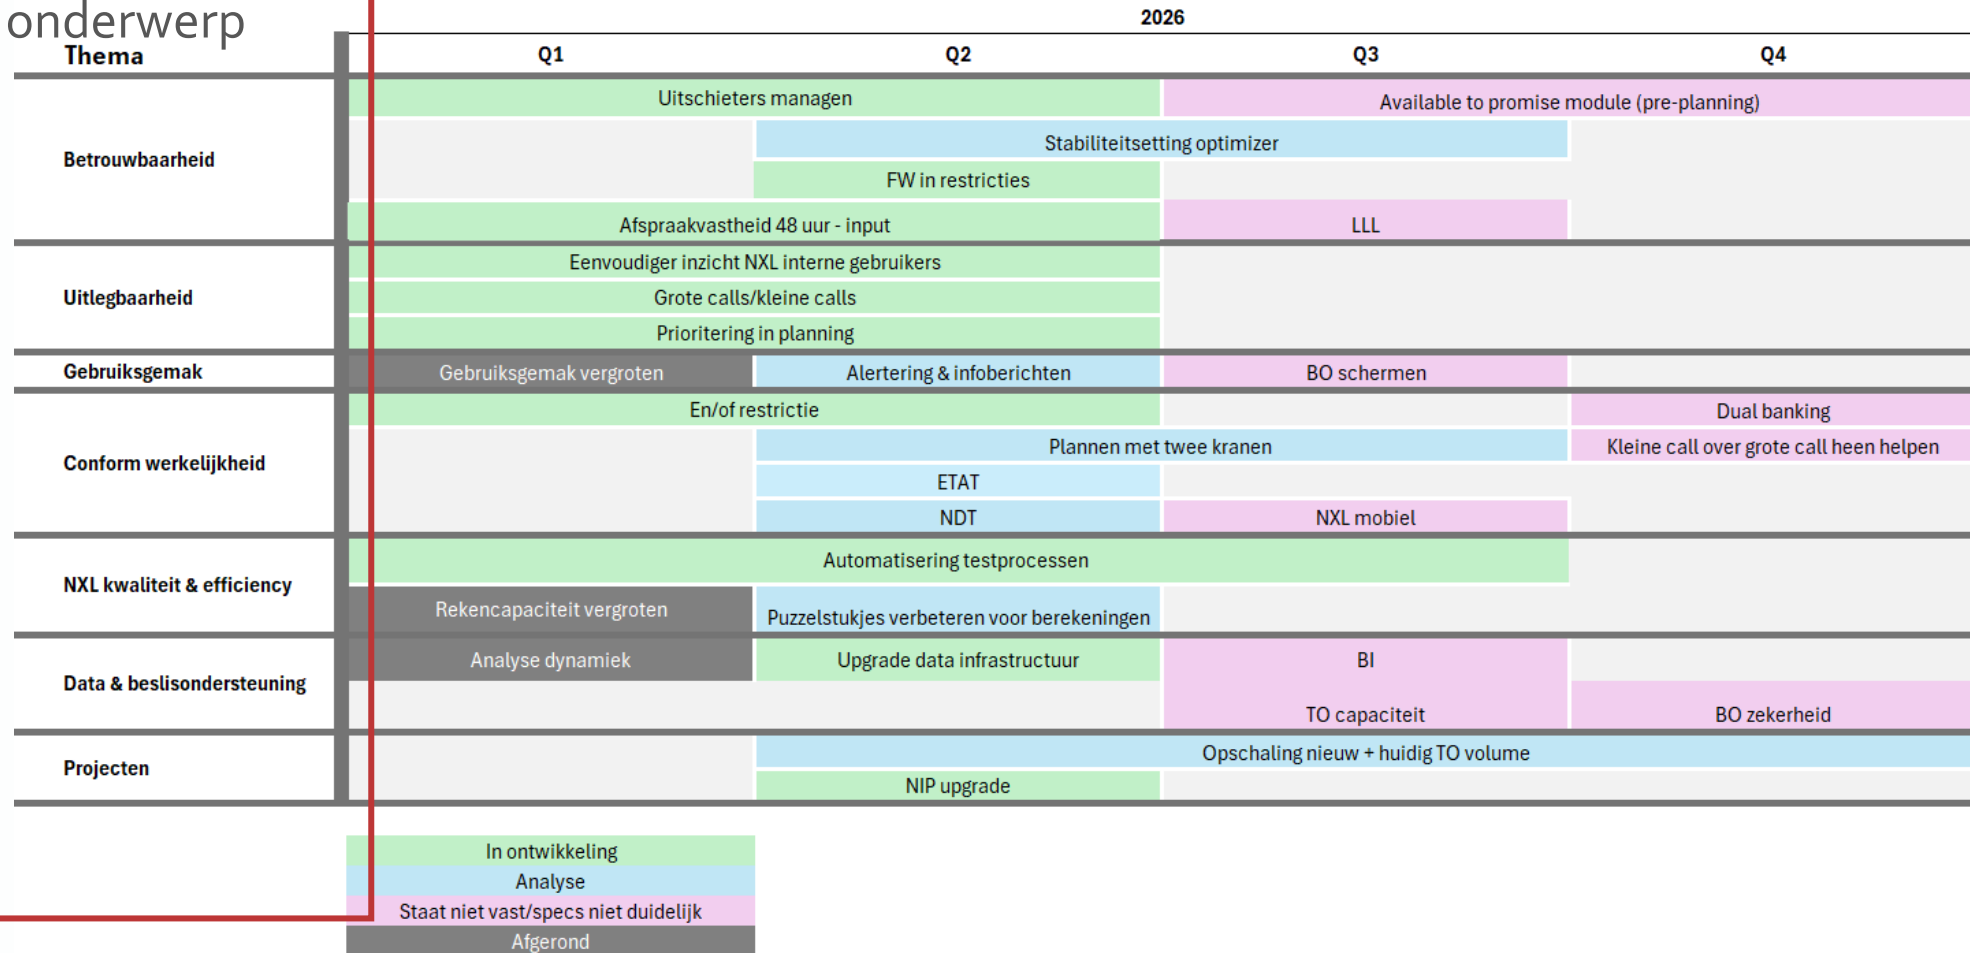 onderwerp
2026
Thema
Q1
Q2
Q3
Q4
Uitschieters managen
Available to promise module (pre-planning)
Betrouwbaarheid
Stabiliteitsetting optimizer
FW in restricties
Afspraakvastheid 48 uur - input
LLL
Uitlegbaarheid
Eenvoudiger inzicht NXL interne gebruikers
Grote calls/kleine calls
Prioritering in planning
Gebruiksgemak
Gebruiksgemak vergroten
Alertering & infoberichten
BO schermen
Conform werkelijkheid
En/of restrictie
Dual banking
Plannen met twee kranen
Kleine call over grote call heen helpen
ETAT
NDT
NXL mobiel
NXL kwaliteit & efficiency
Automatisering testprocessen
Rekencapaciteit vergroten
Puzzelstukjes verbeteren voor berekeningen
Data & beslisondersteuning
Analyse dynamiek
Upgrade data infrastructuur
BI
TO capaciteit
BO zekerheid
Projecten
Opschaling nieuw + huidig TO volume
NIP upgrade
In ontwikkeling
Analyse
Staat niet vast/specs niet duidelijk
Afgerond